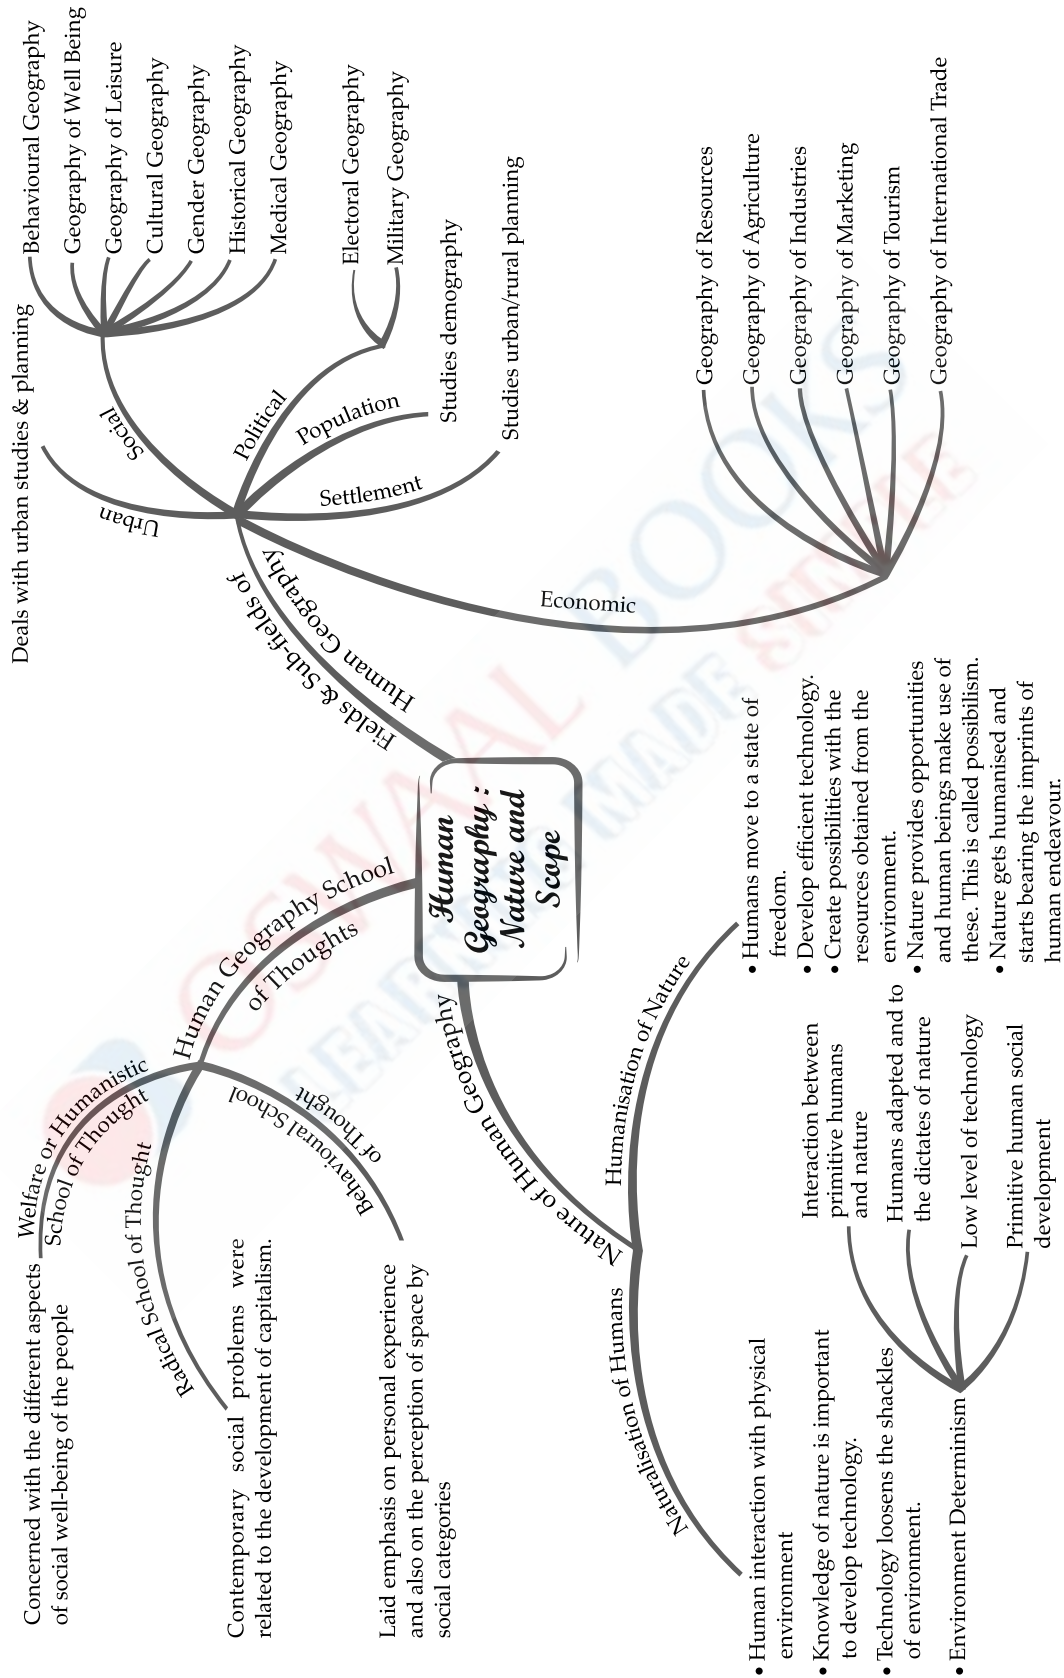 Human
Geography :
Nature and
Scope
Human Geography School
of Thoughts
Welfare or Humanistic
School of Thought
Concerned with the different aspects
of social well-being of the people
Radical School of Thought
Contemporary social problems were
related to the development of capitalism.
Behavioural School
of Thought
Laid emphasis on personal experience
and also on the perception of space by
social categories
Fields & Sub-fields of
Human Geography
Urban
Deals with urban studies & planning
Social
Behavioural Geography
Geography of Well Being
Geography of Leisure
Cultural Geography
Gender Geography
Historical Geography
Medical Geography
Political
Electoral Geography
Military Geography
Population
Studies demography
Settlement
Studies urban/rural planning
Economic
Geography of Resources
Geography of Agriculture
Geography of Industries
Geography of Marketing
Geography of Tourism
Geography of International Trade
Nature of Human Geography
Naturalisation of Humans
• Human interaction with physical
environment
• Knowledge of nature is important
to develop technology.
• Technology loosens the shackles
of environment.
• Environment Determinism
Interaction between
primitive humans
and nature
Humans adapted and to
the dictates of nature
Low level of technology
Primitive human social
development
Humanisation of Nature
• Humans move to a state of
freedom.
• Develop efficient technology.
• Create possibilities with the
resources obtained from the
environment.
• Nature provides opportunities
and human beings make use of
these. This is called possibilism.
• Nature gets humanised and
starts bearing the imprints of
human endeavour.
OSWAAL BOOKS
LEARNING MADE SIMPLE